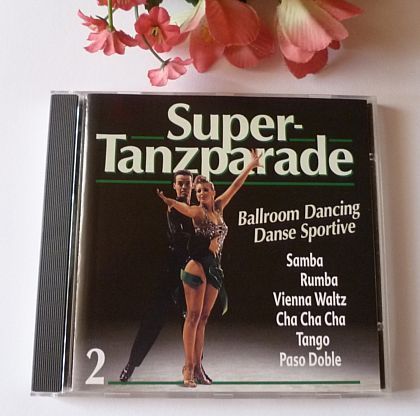 Super-
Tanzparade
Ballroom Dancing
Danse Sportive
Samba
Rumba
Vienna Waltz
Cha Cha Cha
Tango
Paso Doble
2